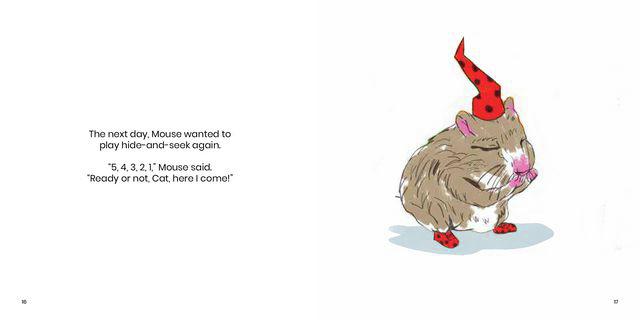 The next day, Mouse wanted to
play hide-and-seek again.
"5, 4, 3, 2, 1," Mouse said.
"Ready or not, Cat, here I come!"
16
17